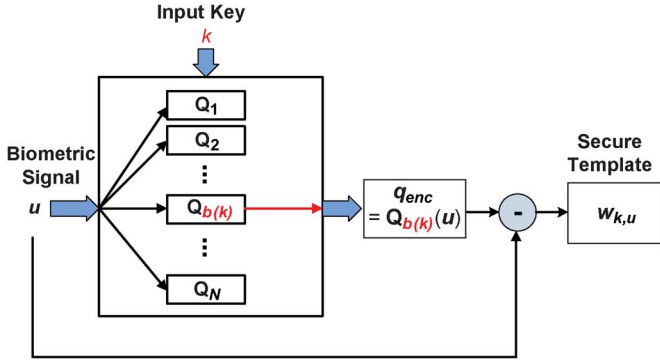 Input Key
k
Q1
Q2
Biometric
Signal
u
Qb(k)
QN
qenc
= Qb(k)(u)
-
Secure
Template
wk,u